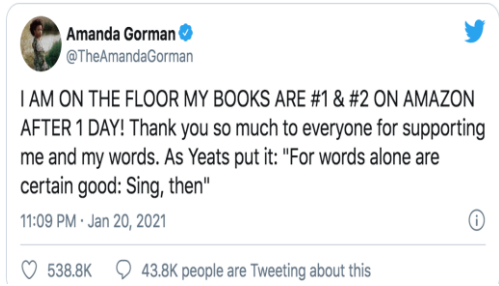 Amanda Gorman
@TheAmandaGorman
I AM ON THE FLOOR MY BOOKS ARE #1 & #2 ON AMAZON
AFTER 1 DAY! Thank you so much to everyone for supporting
me and my words. As Yeats put it: "For words alone are
certain good: Sing, then"
11:09 PM · Jan 20, 2021
538.8K 43.8K people are Tweeting about this